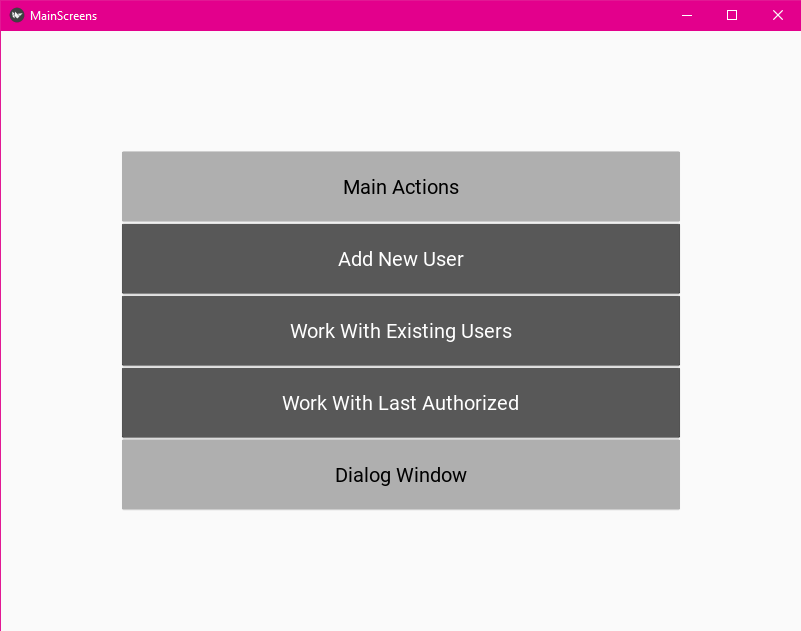 MainScreens
Main Actions
Add New User
Work With Existing Users
Work With Last Authorized
Dialog Window